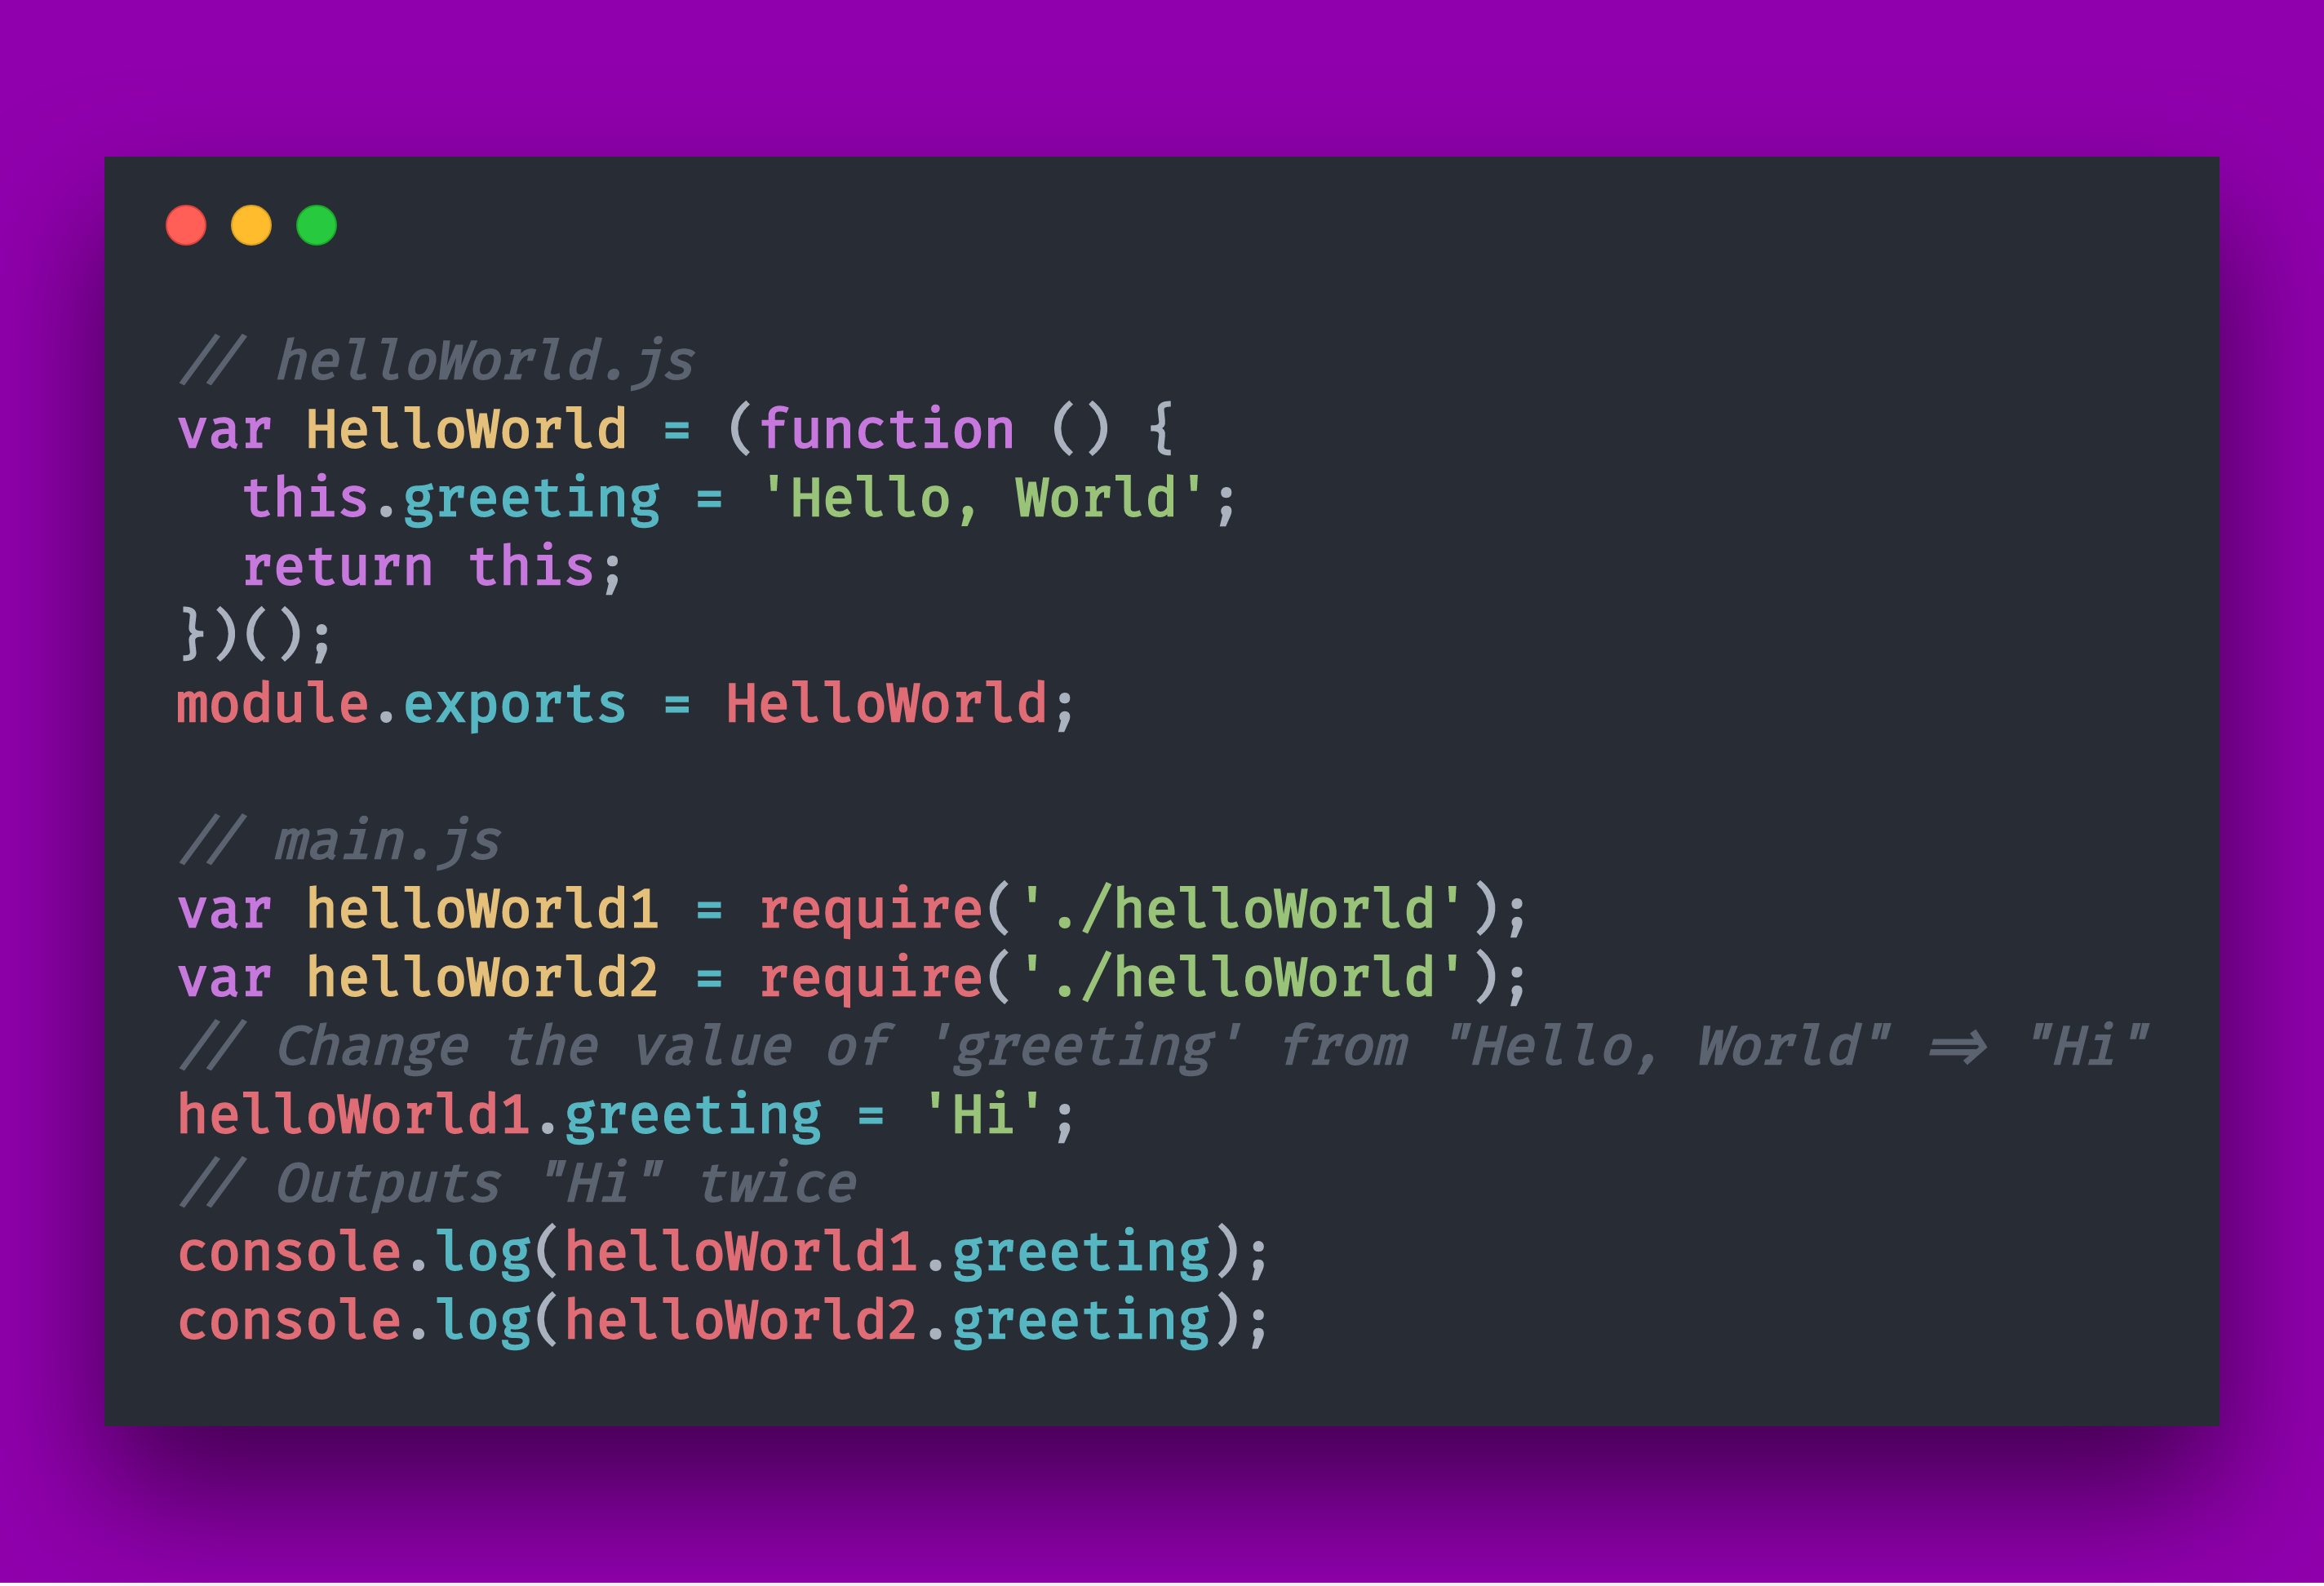 // helloWorld.js
var HelloWorld = (function () {
  this.greeting = 'Hello, World';
  return this;
})();
module.exports = HelloWorld;

// main.js
var helloWorld1 = require('./helloWorld');
var helloWorld2 = require('./helloWorld');
// Change the value of 'greeting' from "Hello, World" => "Hi"
helloWorld1.greeting = 'Hi';
// Outputs "Hi" twice
console.log(helloWorld1.greeting);
console.log(helloWorld2.greeting);